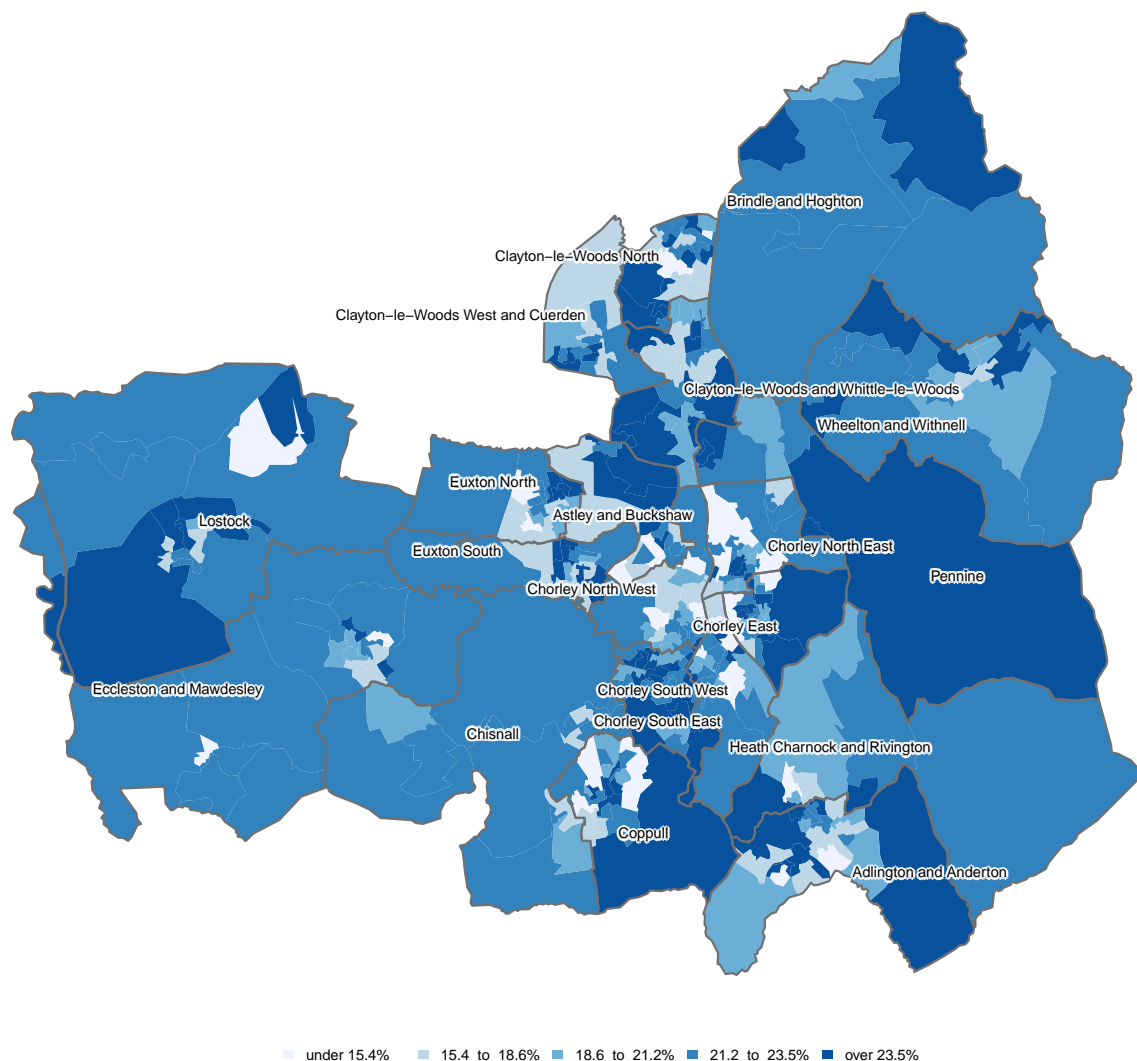 Brindle and Hoghton
Clayton−le−Woods North
Clayton−le−Woods West and Cuerden
Clayton−le−Woods and Whittle−le−Woods
Wheelton and Withnell
Euxton North
Astley and Buckshaw
Lostock
Euxton South
Chorley North East
Pennine
Chorley North West
Chorley East
Eccleston and Mawdesley
Chorley South West
Chorley South East
Chisnall
Heath Charnock and Rivington
Coppull
Adlington and Anderton
under 15.4% 15.4 to 18.6% 18.6 to 21.2% 21.2 to 23.5% over 23.5%